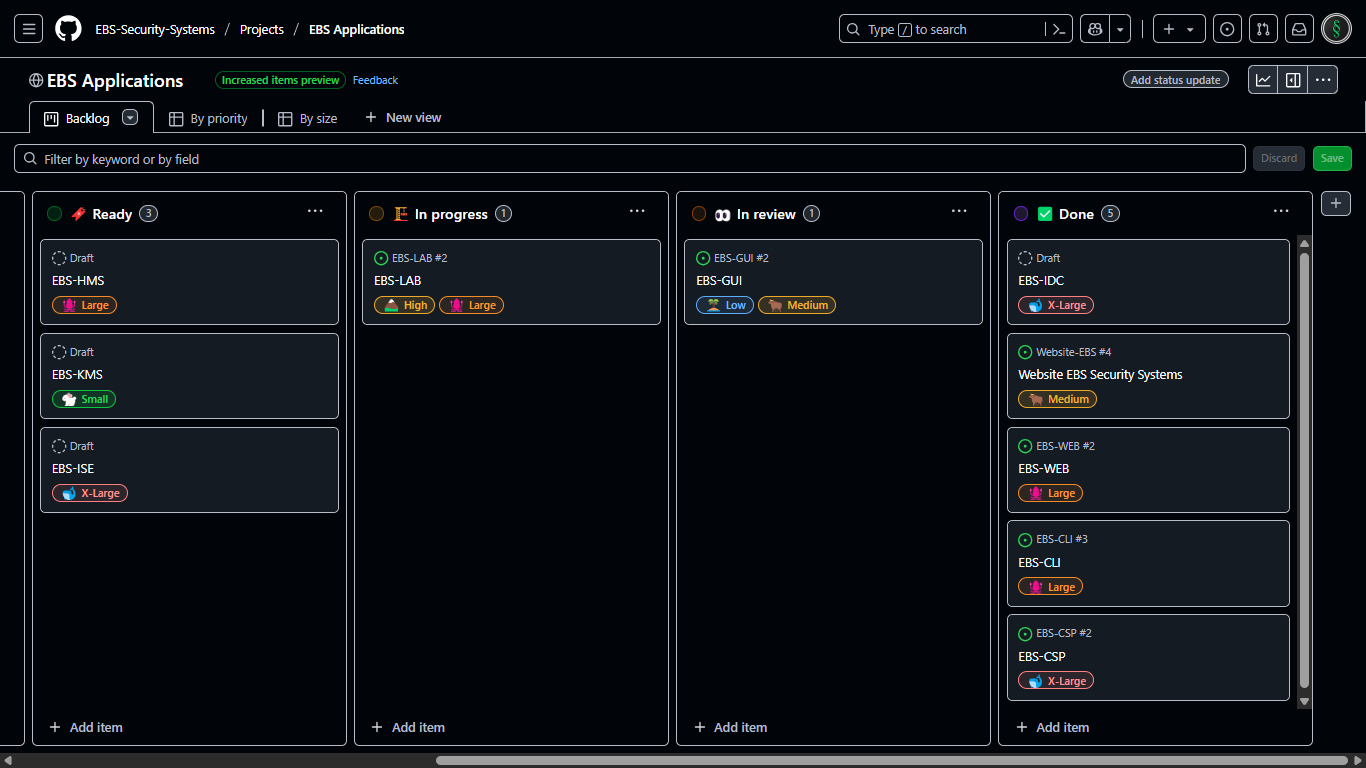 EBS-Security-Systems / Projects / EBS Applications
Type / to search
EBS Applications
Increased items preview
Feedback
Add status update
Backlog
By priority
By size
New view
Filter by keyword or by field
Discard
Save
Ready 3
Draft
EBS-HMS
Large
Draft
EBS-KMS
Small
Draft
EBS-ISE
X-Large
Add item
In progress 1
EBS-LAB #2
EBS-LAB
High Large
Add item
In review 1
EBS-GUI #2
EBS-GUI
Low Medium
Add item
Done 5
Draft
EBS-IDC
X-Large
Website-EBS #4
Website EBS Security Systems
Medium
EBS-WEB #2
EBS-WEB
Large
EBS-CLI #3
EBS-CLI
Large
EBS-CSP #2
EBS-CSP
X-Large
Add item